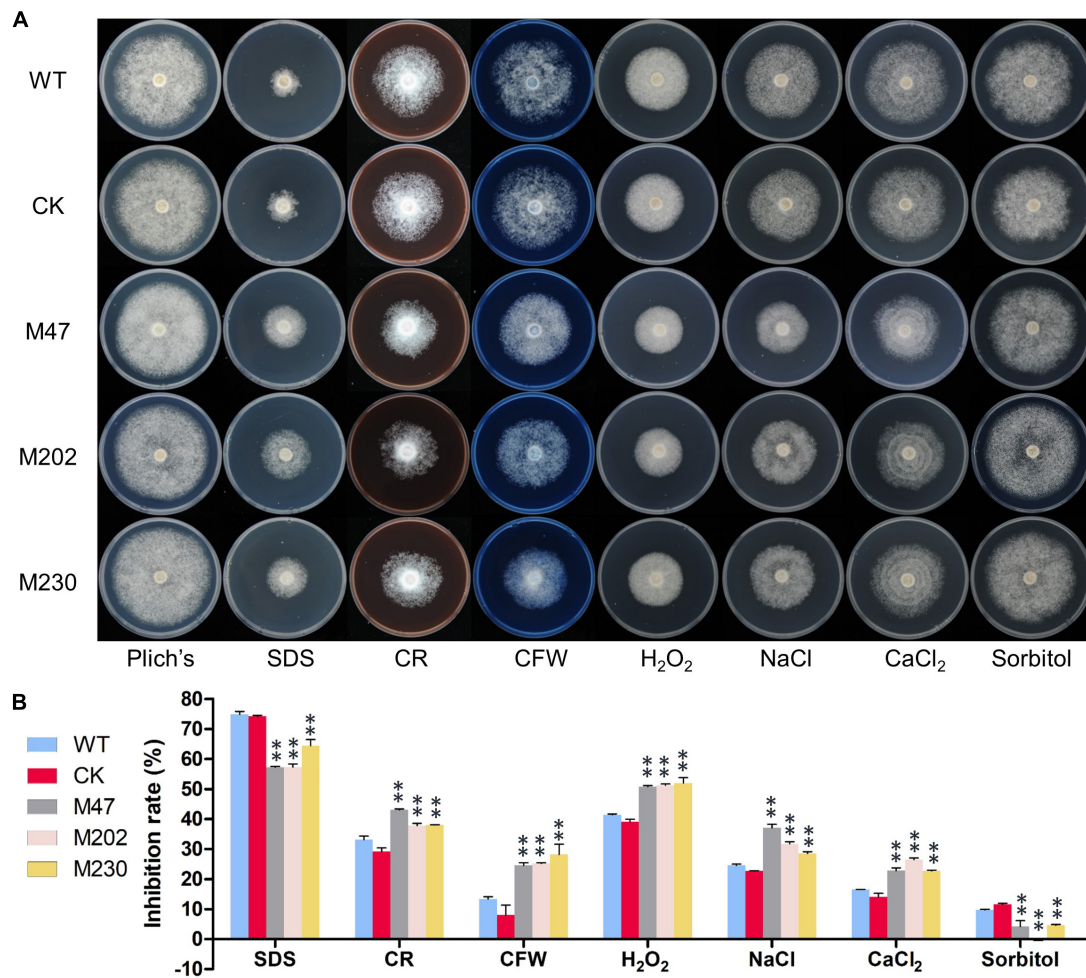 A
WT
CK
M47
M202
M230
Plich's SDS CR CFW H₂O₂ NaCl CaCl₂ Sorbitol
B
WT
CK
M47
M202
M230
Inhibition rate (%)
80
70
60
50
40
30
20
10
0
-10
** ** **
** ** **
** ** **
** ** **
** ** **
** ** **
** ** **
SDS CR CFW H₂O₂ NaCl CaCl₂ Sorbitol